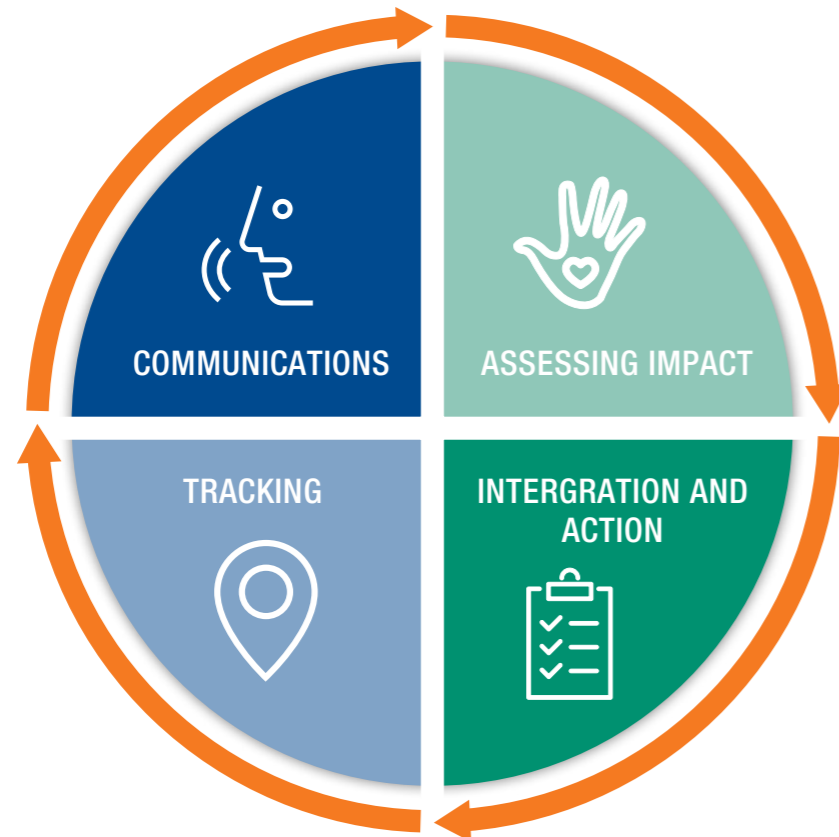 COMMUNICATIONS
ASSESSING IMPACT
TRACKING
INTERGRATION AND
ACTION